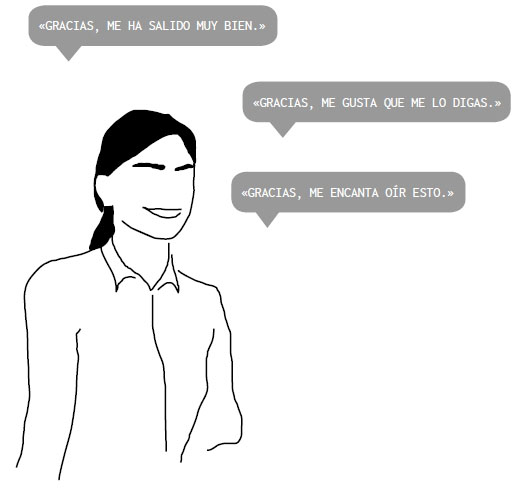 «GRACIAS, ME HA SALIDO MUY BIEN.»
«GRACIAS, ME GUSTA QUE ME LO DIGAS.»
«GRACIAS, ME ENCANTA OÍR ESTO.»